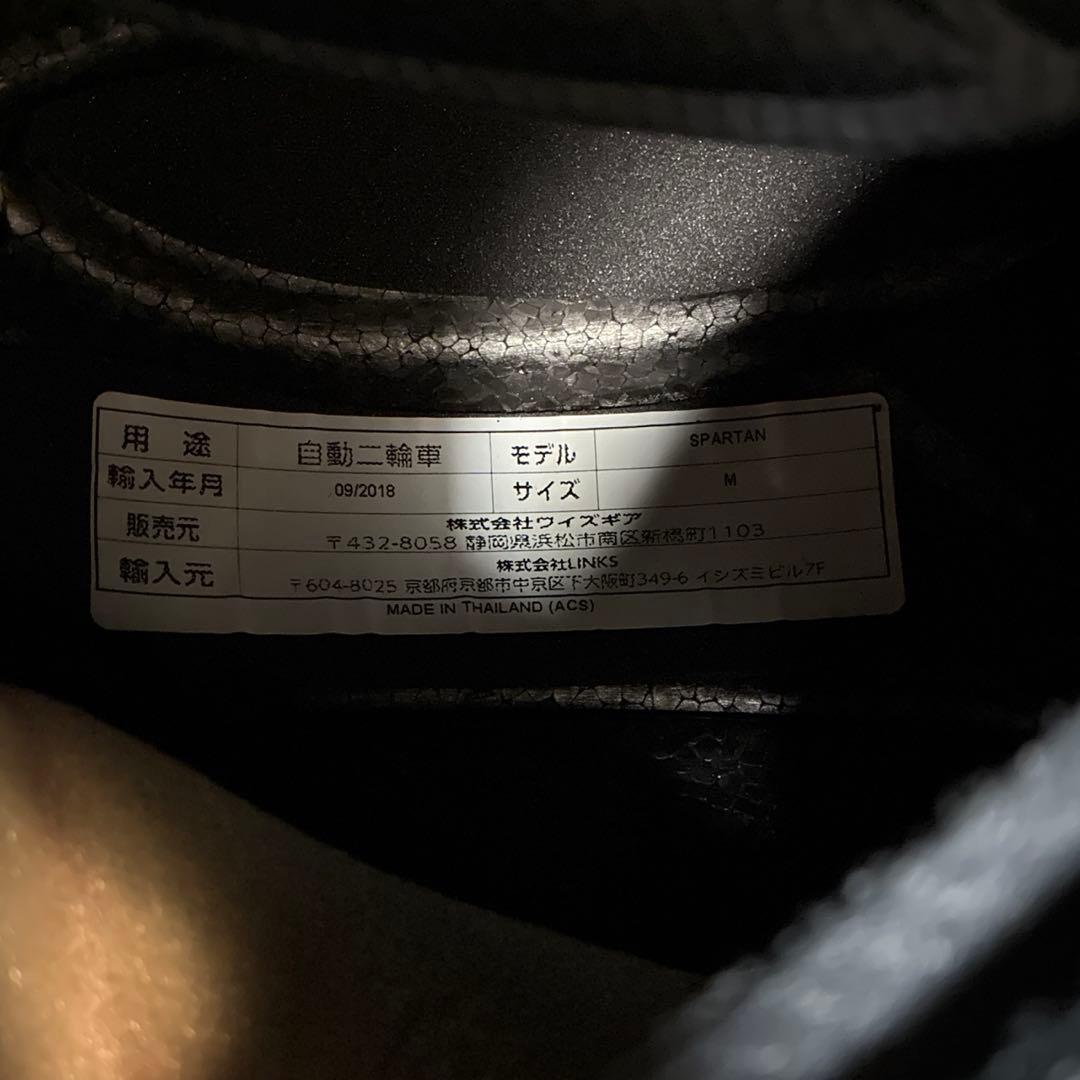 用途 自動二輪車 モデル SPARTAN
輸入年月 09/2018 サイズ M
販売元 株式会社ワイズギア
〒432-8058 静岡県浜松市南区新橋町1103
輸入元 株式会社LINKS
〒604-8025 京都府京都市中京区下大阪町349-6 イシズミビル7F
MADE IN THAILAND (ACS)